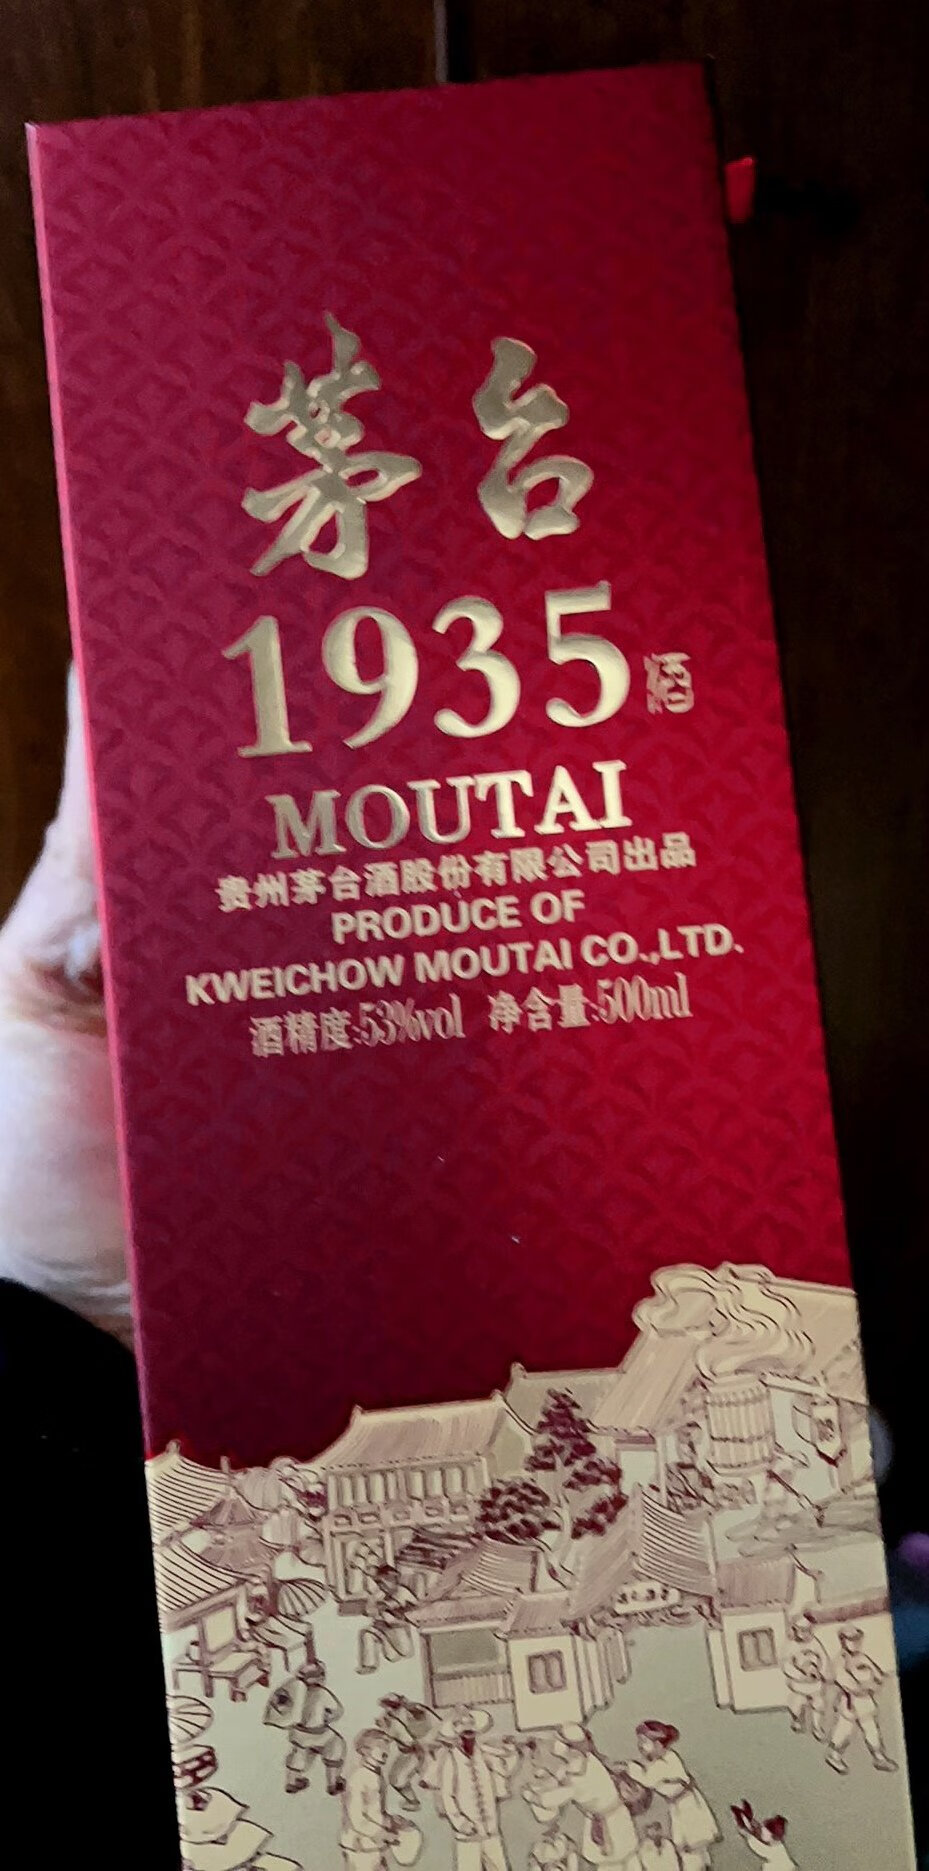 茅台
1935酒
MOUTAI
贵州茅台酒股份有限公司出品
PRODUCE OF
KWEICHOW MOUTAI CO.,LTD.
酒精度:53%vol 净含量:500ml